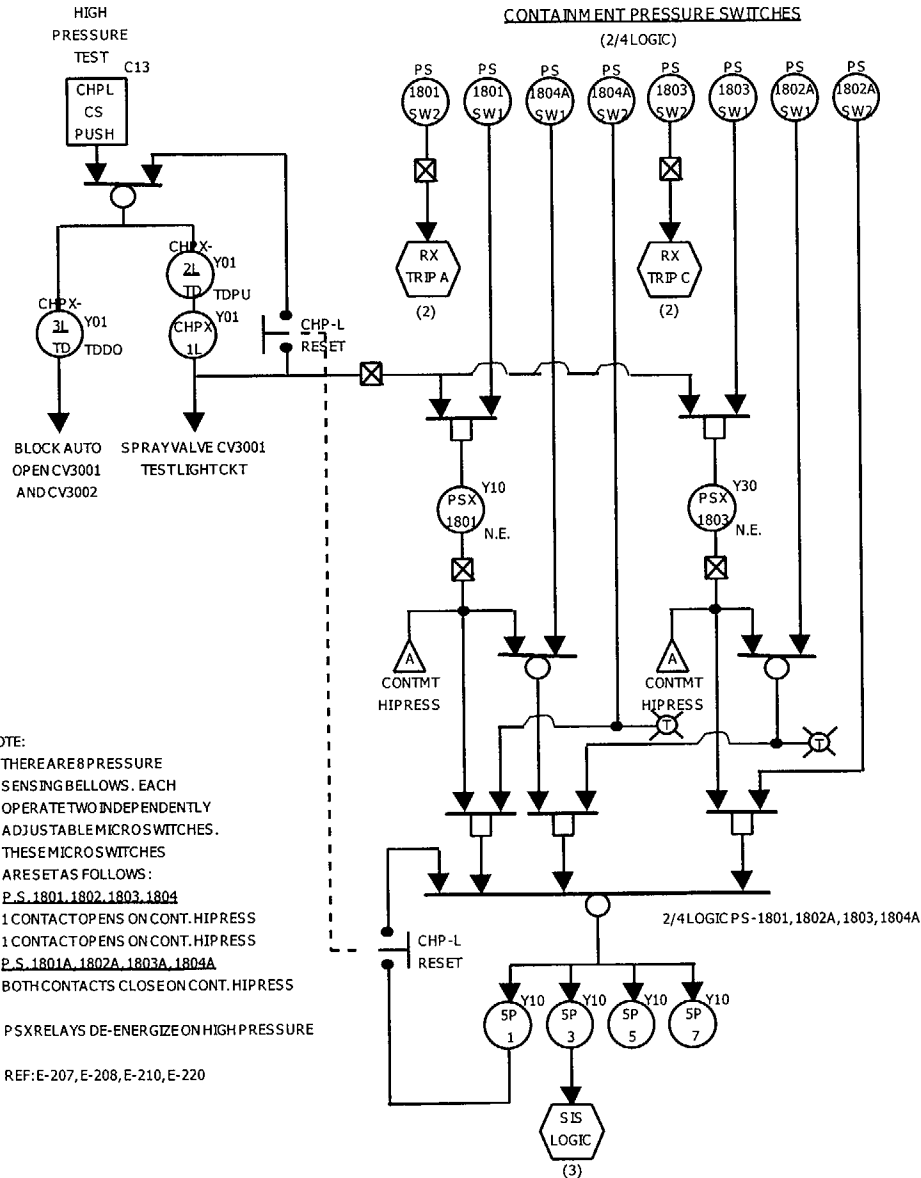 HIGH
PRESSURE
TEST
C13
CHPL
CS
PUSH
CONTAINMENT PRESSURE SWITCHES
(2/4 LOGIC)
PS
1801
SW2
PS
1801
SW1
PS
1804A
SW1
PS
1804A
SW2
PS
1803
SW2
PS
1803
SW1
PS
1802A
SW1
PS
1802A
SW2
RX
TRIP A
(2)
RX
TRIP C
(2)
CHPX-
2L
TD
Y01
TDPU
CHPX-
3L
TD
Y01
TDDO
CHPX
1L
Y01
CHP-L
RESET
BLOCK AUTO
OPEN CV3001
AND CV3002
SPRAY VALVE CV3001
TEST LIGHT CKT
PSX
1801
Y10
N.E.
PSX
1803
Y30
N.E.
A
CONTMT
HI PRESS
A
CONTMT
HI PRESS
T
T
OTE:
THERE ARE 8 PRESSURE
SENSING BELLOWS. EACH
OPERATE TWO INDEPENDENTLY
ADJUSTABLE MICRO SWITCHES.
THESE MICRO SWITCHES
ARE SET AS FOLLOWS:
P.S. 1801, 1802, 1803, 1804
1 CONTACT OPENS ON CONT. HI PRESS
1 CONTACT OPENS ON CONT. HI PRESS
P.S. 1801A, 1802A, 1803A, 1804A
BOTH CONTACTS CLOSE ON CONT. HI PRESS
PSX RELAYS DE-ENERGIZE ON HIGH PRESSURE
REF: E-207, E-208, E-210, E-220
2/4 LOGIC PS-1801, 1802A, 1803, 1804A
CHP-L
RESET
5P
1
Y10
5P
3
Y10
5P
5
Y10
5P
7
Y10
SIS
LOGIC
(3)